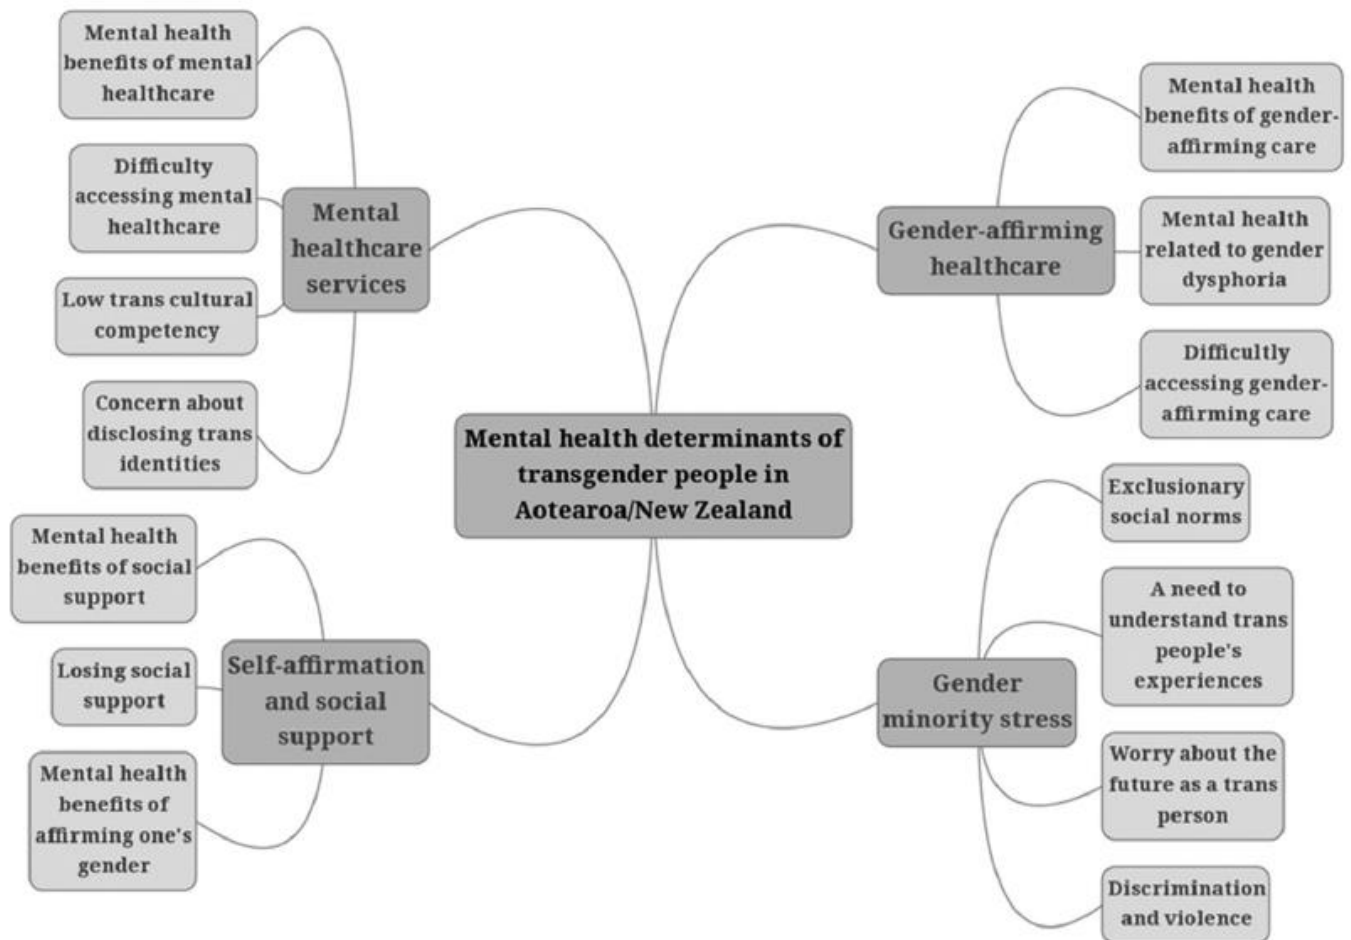 Mental health
benefits of mental
healthcare
Difficulty
accessing mental
healthcare
Low trans cultural
competency
Concern about
disclosing trans
identities
Mental
healthcare
services
Mental health
benefits of social
support
Losing social
support
Mental health
benefits of
affirming one's
gender
Self-affirmation
and social
support
Mental health determinants of
transgender people in
Aotearoa/New Zealand
Gender-affirming
healthcare
Mental health
benefits of gender-
affirming care
Mental health
related to gender
dysphoria
Difficultly
accessing gender-
affirming care
Gender
minority stress
Exclusionary
social norms
A need to
understand trans
people's
experiences
Worry about the
future as a trans
person
Discrimination
and violence